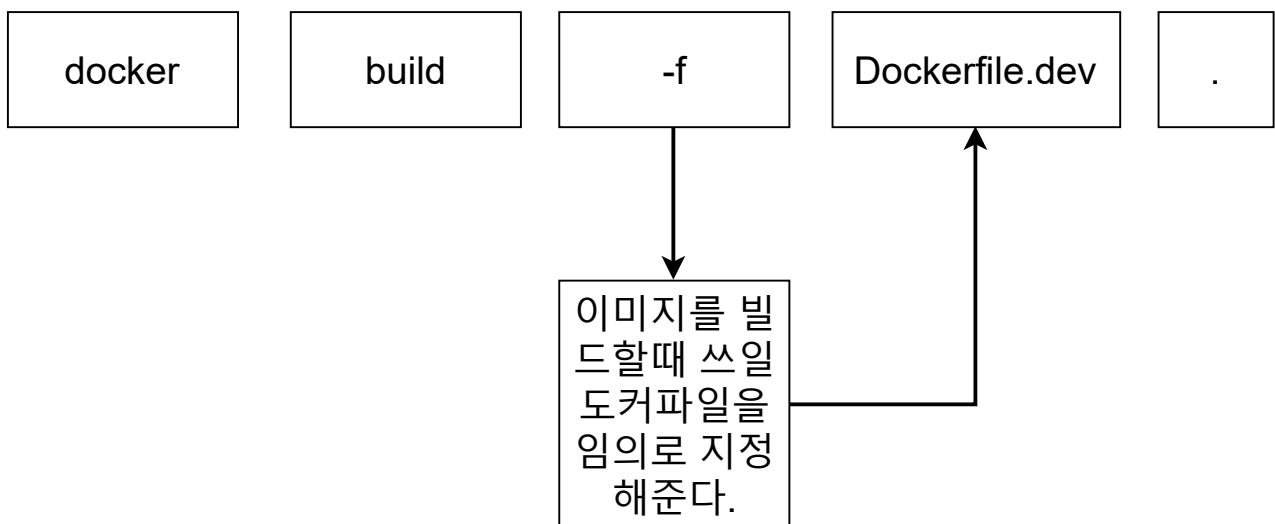 docker build -f Dockerfile.dev .
이미지를 빌
드할때 쓰일
도커파일을
임의로 지정
해준다.